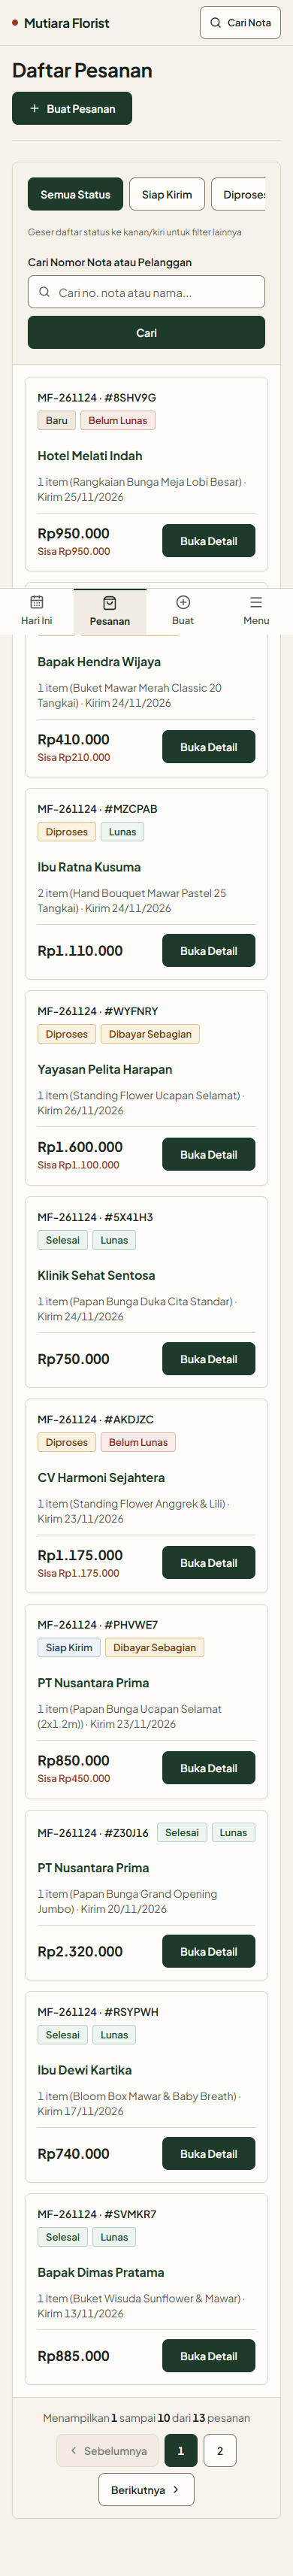 Mutiara Florist
Cari Nota
Daftar Pesanan
Buat Pesanan
Semua Status
Siap Kirim
Diproses
Geser daftar status ke kanan/kiri untuk filter lainnya
Cari Nomor Nota atau Pelanggan
Cari no. nota atau nama...
Cari
MF-261124 · #8SHV9G
Baru
Belum Lunas
Hotel Melati Indah
1 item (Rangkaian Bunga Meja Lobi Besar) ·
Kirim 25/11/2026
Rp950.000
Sisa Rp950.000
Buka Detail
Hari Ini
Pesanan
Buat
Menu
Bapak Hendra Wijaya
1 item (Buket Mawar Merah Classic 20
Tangkai) · Kirim 24/11/2026
Rp410.000
Sisa Rp210.000
Buka Detail
MF-261124 · #MZCPAB
Diproses
Lunas
Ibu Ratna Kusuma
2 item (Hand Bouquet Mawar Pastel 25
Tangkai) · Kirim 24/11/2026
Rp1.110.000
Buka Detail
MF-261124 · #WYFNRY
Diproses
Dibayar Sebagian
Yayasan Pelita Harapan
1 item (Standing Flower Ucapan Selamat) ·
Kirim 26/11/2026
Rp1.600.000
Sisa Rp1.100.000
Buka Detail
MF-261124 · #5X41H3
Selesai
Lunas
Klinik Sehat Sentosa
1 item (Papan Bunga Duka Cita Standar) ·
Kirim 24/11/2026
Rp750.000
Buka Detail
MF-261124 · #AKDJZC
Diproses
Belum Lunas
CV Harmoni Sejahtera
1 item (Standing Flower Anggrek & Lili) ·
Kirim 23/11/2026
Rp1.175.000
Sisa Rp1.175.000
Buka Detail
MF-261124 · #PHVWE7
Siap Kirim
Dibayar Sebagian
PT Nusantara Prima
1 item (Papan Bunga Ucapan Selamat
(2x1.2m)) · Kirim 23/11/2026
Rp850.000
Sisa Rp450.000
Buka Detail
MF-261124 · #Z30J16
Selesai
Lunas
PT Nusantara Prima
1 item (Papan Bunga Grand Opening
Jumbo) · Kirim 20/11/2026
Rp2.320.000
Buka Detail
MF-261124 · #RSYPWH
Selesai
Lunas
Ibu Dewi Kartika
1 item (Bloom Box Mawar & Baby Breath) ·
Kirim 17/11/2026
Rp740.000
Buka Detail
MF-261124 · #SVMKR7
Selesai
Lunas
Bapak Dimas Pratama
1 item (Buket Wisuda Sunflower & Mawar) ·
Kirim 13/11/2026
Rp885.000
Buka Detail
Menampilkan 1 sampai 10 dari 13 pesanan
Sebelumnya
1
2
Berikutnya